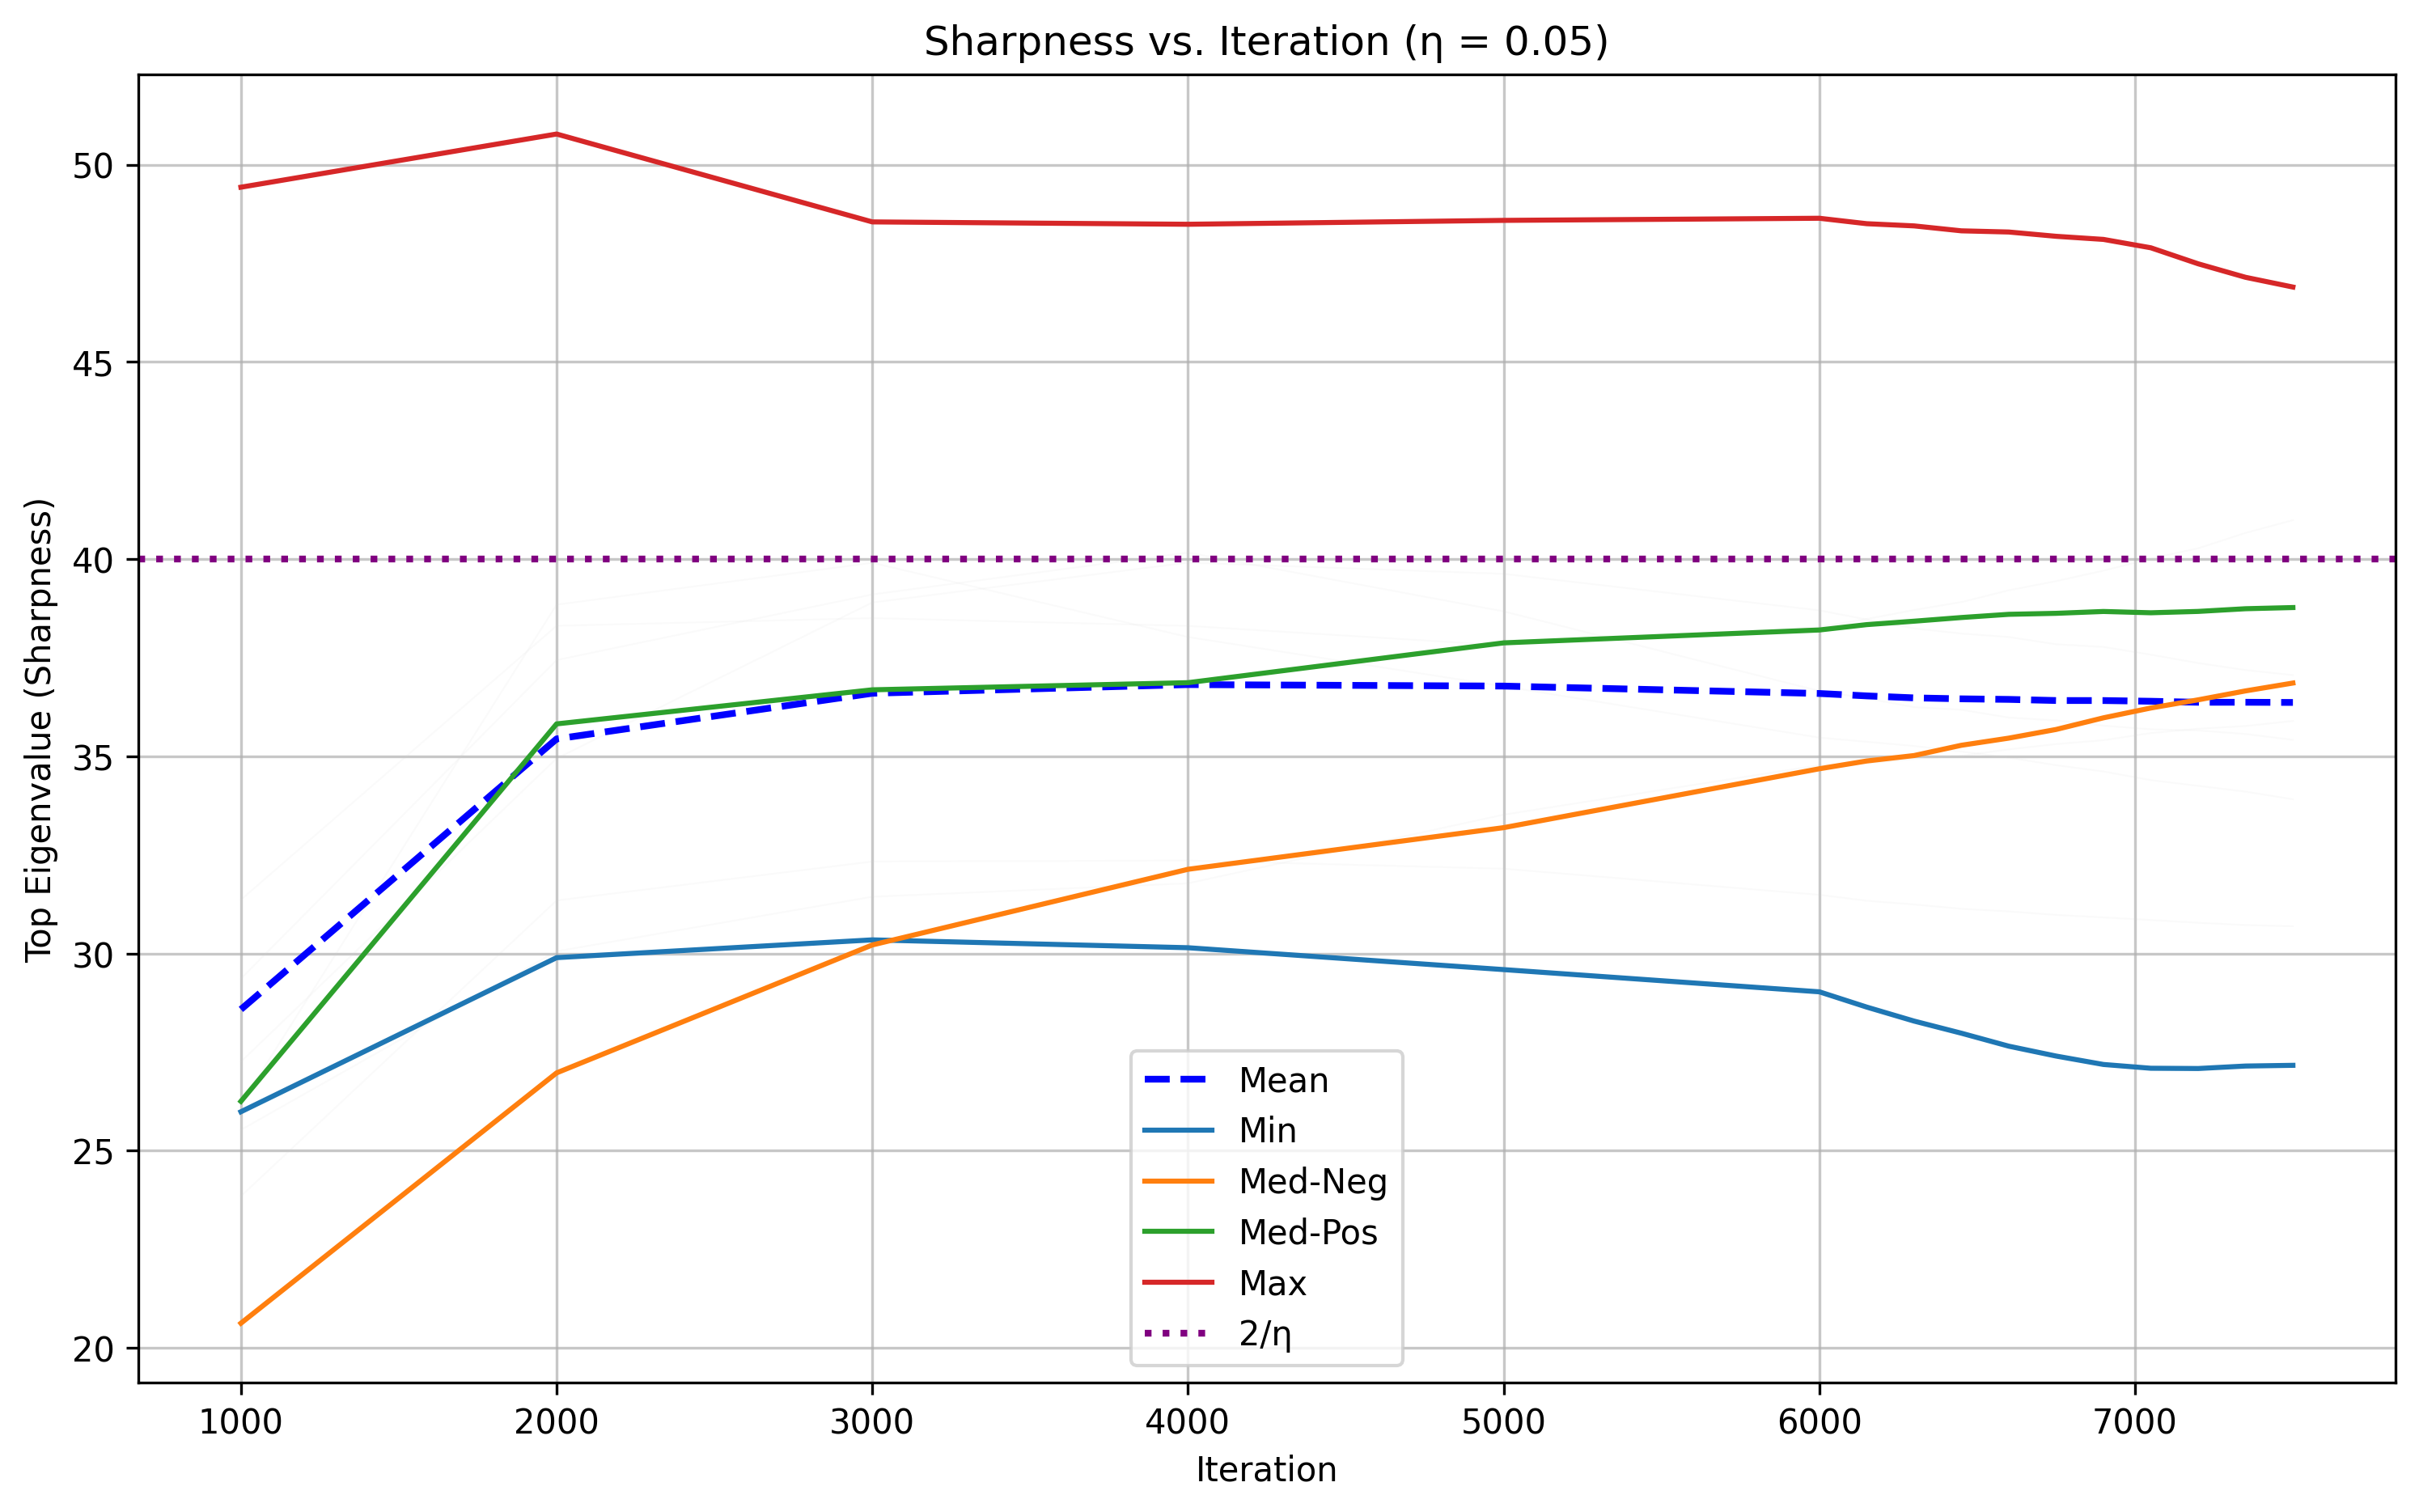 Sharpness vs. Iteration (η = 0.05)
Top Eigenvalue (Sharpness)
50
45
40
35
30
25
20
Mean
Min
Med-Neg
Med-Pos
Max
2/η
1000 2000 3000 4000 5000 6000 7000
Iteration